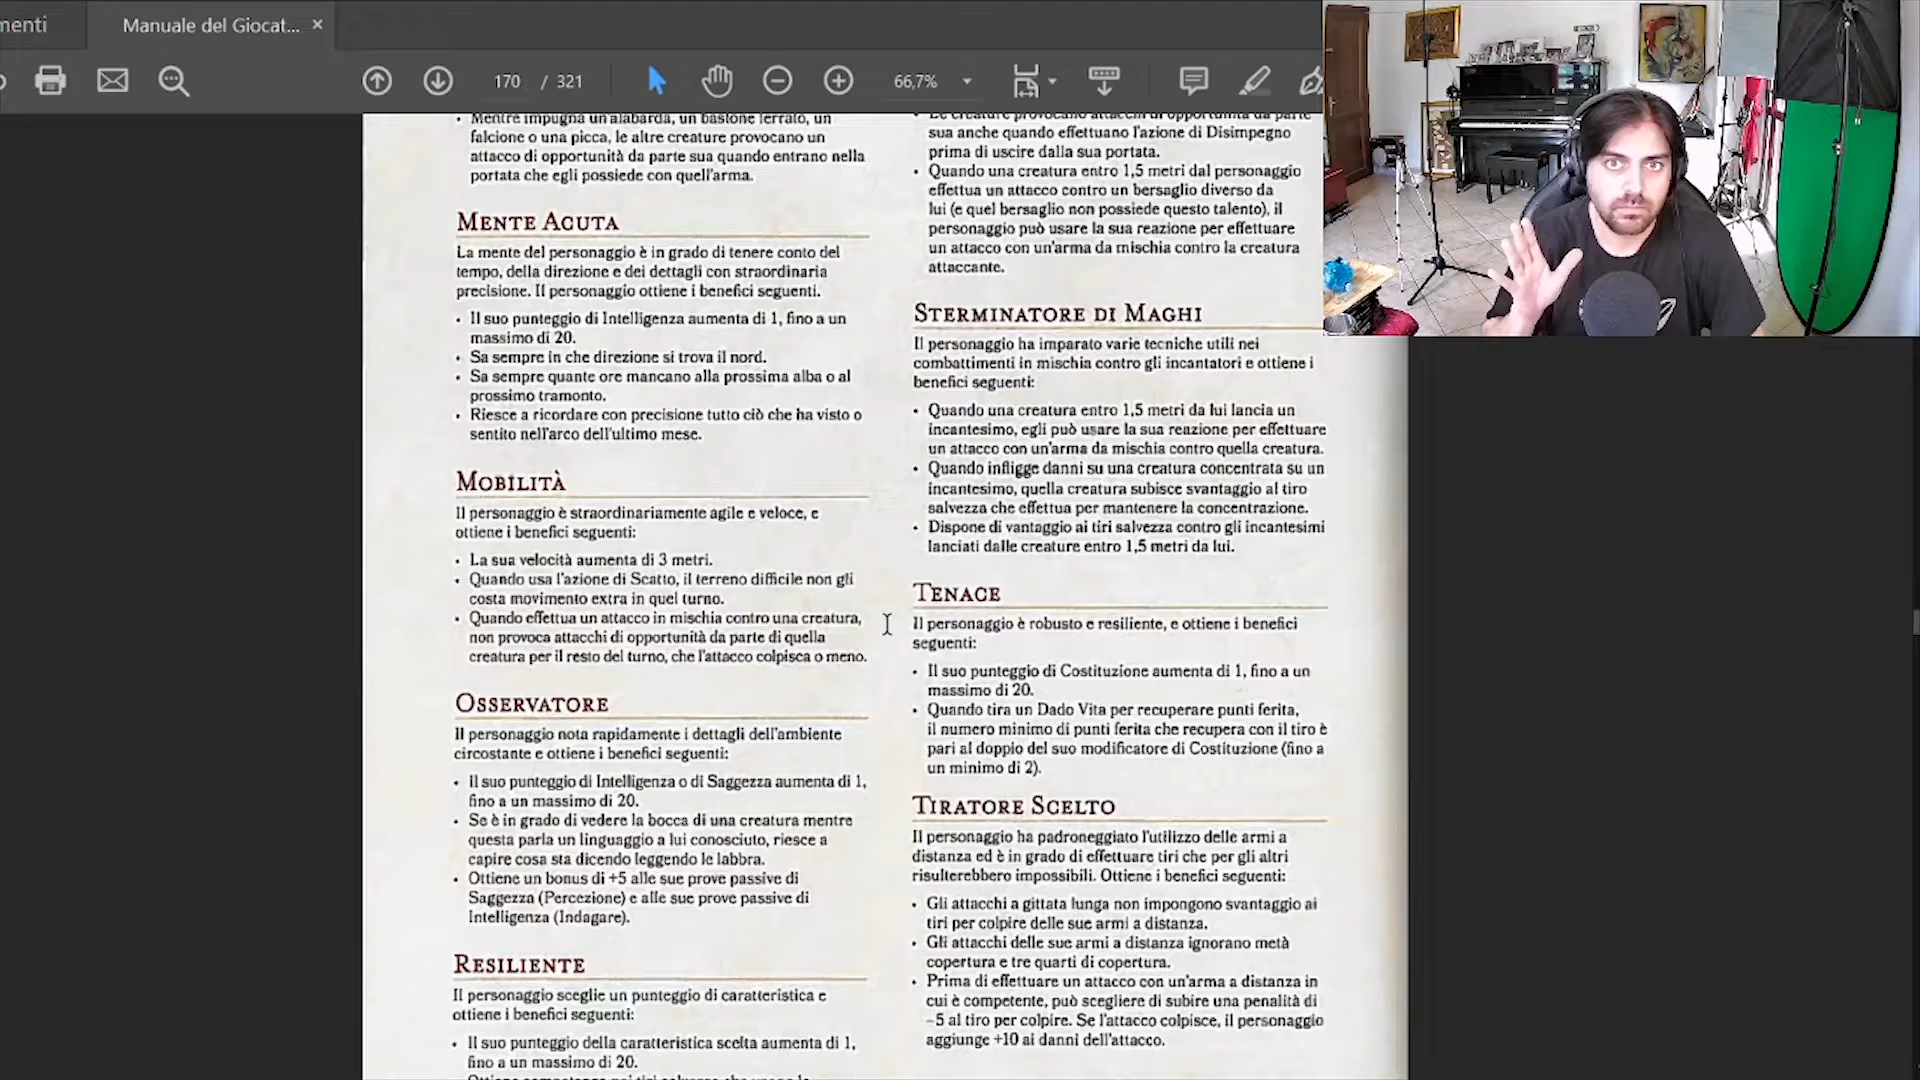 menti
Manuale del Giocat... ×
170 / 321
66,7%
Mentre impugna un'alabarda, un bastone ferrato, un
falcione o una picca, le altre creature provocano un
attacco di opportunità da parte sua quando entrano nella
portata che egli possiede con quell'arma.
MENTE ACUTA
La mente del personaggio è in grado di tenere conto del
tempo, della direzione e dei dettagli con straordinaria
precisione. Il personaggio ottiene i benefici seguenti.
• Il suo punteggio di Intelligenza aumenta di 1, fino a un
massimo di 20.
• Sa sempre in che direzione si trova il nord.
• Sa sempre quante ore mancano alla prossima alba o al
prossimo tramonto.
• Riesce a ricordare con precisione tutto ciò che ha visto o
sentito nell'arco dell'ultimo mese.
MOBILITÀ
Il personaggio è straordinariamente agile e veloce, e
ottiene i benefici seguenti:
• La sua velocità aumenta di 3 metri.
• Quando usa l'azione di Scatto, il terreno difficile non gli
costa movimento extra in quel turno.
• Quando effettua un attacco in mischia contro una creatura,
non provoca attacchi di opportunità da parte di quella
creatura per il resto del turno, che l'attacco colpisca o meno.
OSSERVATORE
Il personaggio nota rapidamente i dettagli dell'ambiente
circostante e ottiene i benefici seguenti:
• Il suo punteggio di Intelligenza o di Saggezza aumenta di 1,
fino a un massimo di 20.
• Se è in grado di vedere la bocca di una creatura mentre
questa parla un linguaggio a lui conosciuto, riesce a
capire cosa sta dicendo leggendo le labbra.
• Ottiene un bonus di +5 alle sue prove passive di
Saggezza (Percezione) e alle sue prove passive di
Intelligenza (Indagare).
RESILIENTE
Il personaggio sceglie un punteggio di caratteristica e
ottiene i benefici seguenti:
• Il suo punteggio della caratteristica scelta aumenta di 1,
fino a un massimo di 20.
• Le creature provocano attacchi di opportunità da parte
sua anche quando effettuano l'azione di Disimpegno
prima di uscire dalla sua portata.
• Quando una creatura entro 1,5 metri dal personaggio
effettua un attacco contro un bersaglio diverso da
lui (e quel bersaglio non possiede questo talento), il
personaggio può usare la sua reazione per effettuare
un attacco con un'arma da mischia contro la creatura
attaccante.
STERMINATORE DI MAGHI
Il personaggio ha imparato varie tecniche utili nei
combattimenti in mischia contro gli incantatori e ottiene i
benefici seguenti:
• Quando una creatura entro 1,5 metri da lui lancia un
incantesimo, egli può usare la sua reazione per effettuare
un attacco con un'arma da mischia contro quella creatura.
• Quando infligge danni su una creatura concentrata su un
incantesimo, quella creatura subisce svantaggio al tiro
salvezza che effettua per mantenere la concentrazione.
• Dispone di vantaggio ai tiri salvezza contro gli incantesimi
lanciati dalle creature entro 1,5 metri da lui.
TENACE
Il personaggio è robusto e resiliente, e ottiene i benefici
seguenti:
• Il suo punteggio di Costituzione aumenta di 1, fino a un
massimo di 20.
• Quando tira un Dado Vita per recuperare punti ferita,
il numero minimo di punti ferita che recupera con il tiro è
pari al doppio del suo modificatore di Costituzione (fino a
un minimo di 2).
TIRATORE SCELTO
Il personaggio ha padroneggiato l'utilizzo delle armi a
distanza ed è in grado di effettuare tiri che per gli altri
risulterebbero impossibili. Ottiene i benefici seguenti:
• Gli attacchi a gittata lunga non impongono svantaggio ai
tiri per colpire delle sue armi a distanza.
• Gli attacchi delle sue armi a distanza ignorano metà
copertura e tre quarti di copertura.
• Prima di effettuare un attacco con un'arma a distanza in
cui è competente, può scegliere di subire una penalità di
-5 al tiro per colpire. Se l'attacco colpisce, il personaggio
aggiunge +10 ai danni dell'attacco.